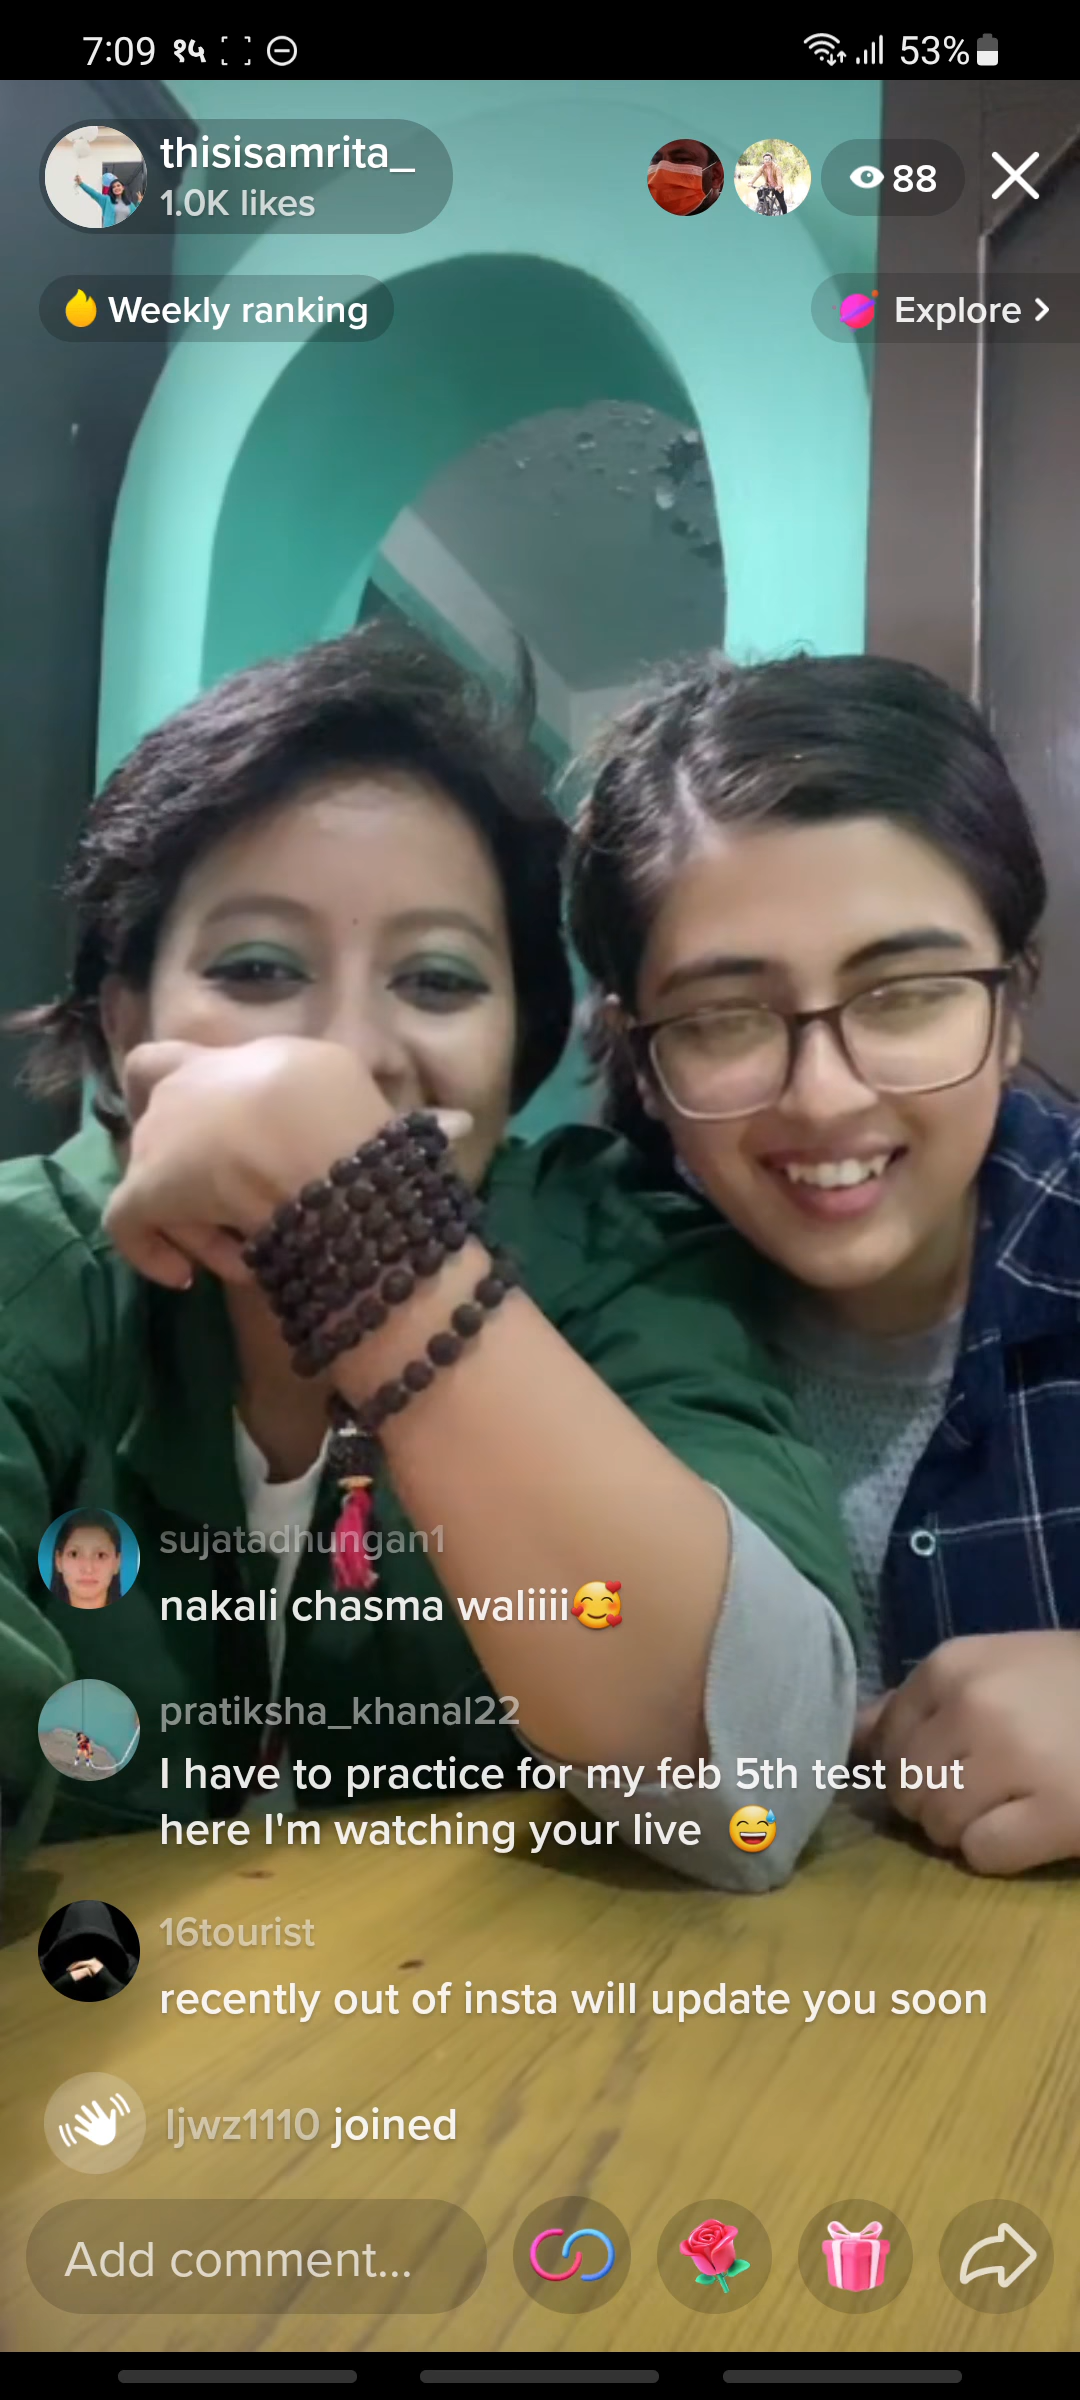 7:09 १५ 53%
thisisamrita_
1.0K likes
88
Weekly ranking
Explore >
sujatadhungan1
nakali chasma waliiii🥰
pratiksha_khanal22
I have to practice for my feb 5th test but
here I'm watching your live 😅
16tourist
recently out of insta will update you soon
ljwz1110 joined
Add comment...